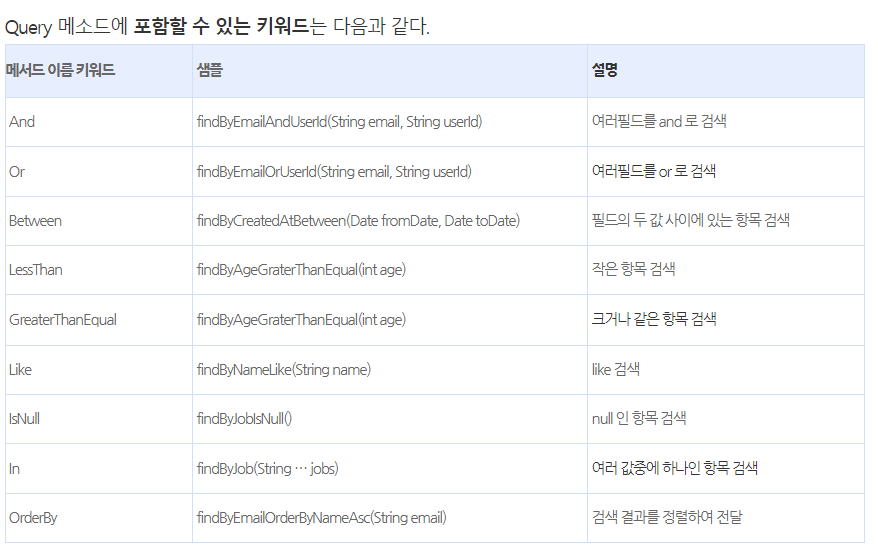 Query 메소드에 포함할 수 있는 키워드는 다음과 같다.
메서드 이름 키워드 샘플 설명
And findByEmailAndUserId(String email, String userId) 여러필드를 and 로 검색
Or findByEmailOrUserId(String email, String userId) 여러필드를 or 로 검색
Between findByCreatedAtBetween(Date fromDate, Date toDate) 필드의 두 값 사이에 있는 항목 검색
LessThan findByAgeGraterThanEqual(int age) 작은 항목 검색
GreaterThanEqual findByAgeGraterThanEqual(int age) 크거나 같은 항목 검색
Like findByNameLike(String name) like 검색
IsNull findByJobIsNull() null 인 항목 검색
In findByJob(String … jobs) 여러 값중에 하나인 항목 검색
OrderBy findByEmailOrderByNameAsc(String email) 검색 결과를 정렬하여 전달